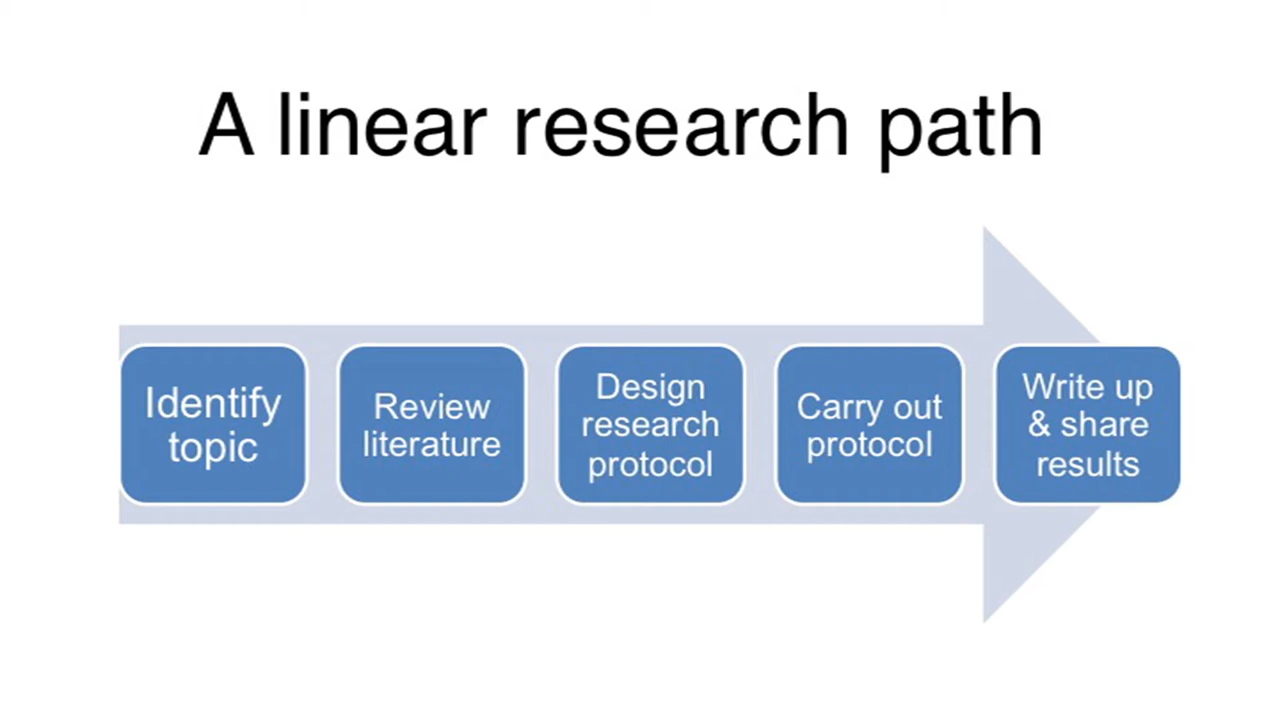 A linear research path
Identify
topic
Review
literature
Design
research
protocol
Carry out
protocol
Write up
& share
results